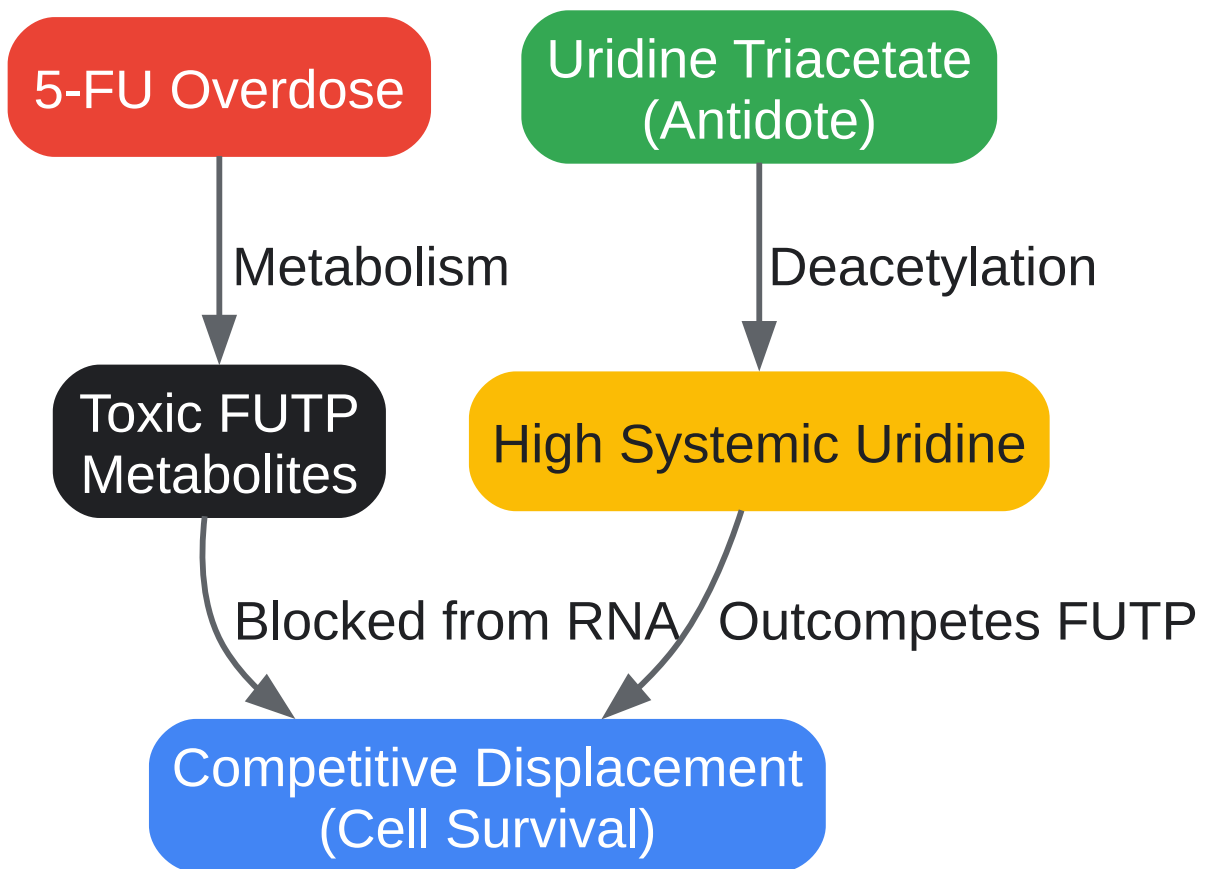 5-FU Overdose
Uridine Triacetate
(Antidote)
Metabolism
Deacetylation
Toxic FUTP
Metabolites
High Systemic Uridine
Blocked from RNA
Outcompetes FUTP
Competitive Displacement
(Cell Survival)